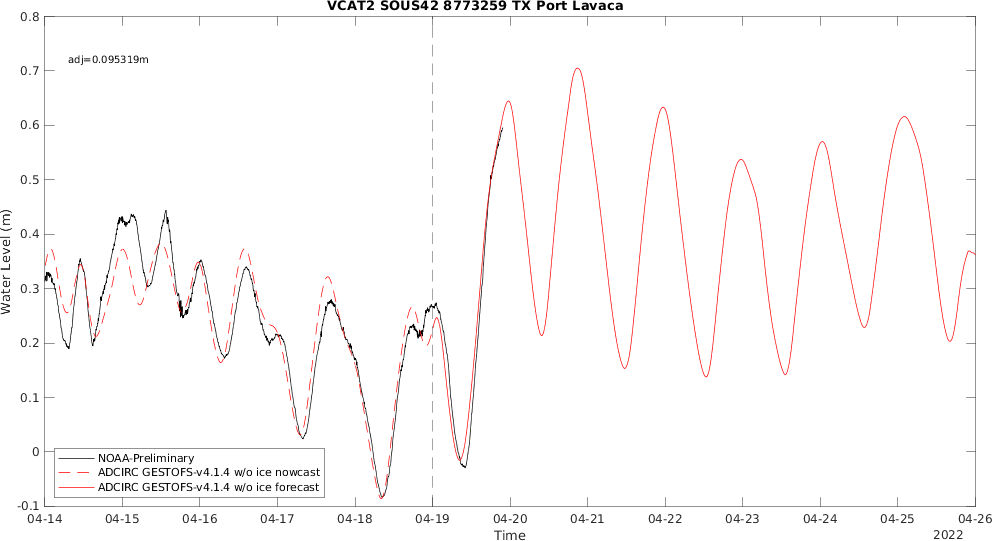 VCAT2 SOUS42 8773259 TX Port Lavaca
adj=0.095319m
Water Level (m)
0.8
0.7
0.6
0.5
0.4
0.3
0.2
0.1
0
-0.1
NOAA-Preliminary
ADCIRC GESTOFS-v4.1.4 w/o ice nowcast
ADCIRC GESTOFS-v4.1.4 w/o ice forecast
04-14 04-15 04-16 04-17 04-18 04-19 04-20 04-21 04-22 04-23 04-24 04-25 04-26
Time
2022